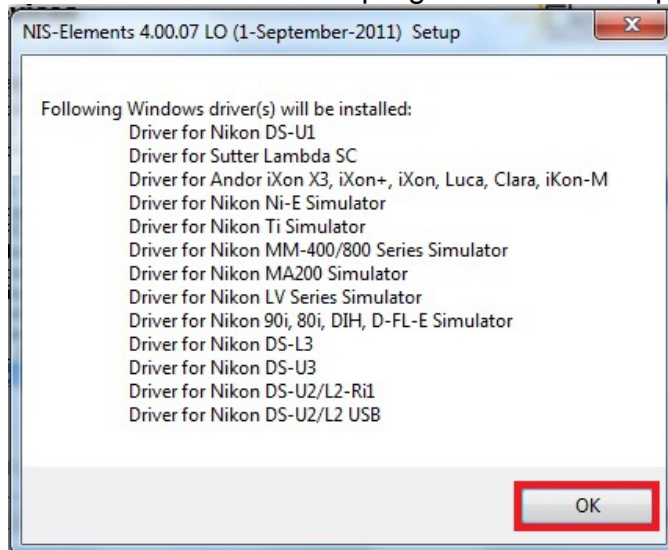 NIS-Elements 4.00.07 LO (1-September-2011) Setup
Following Windows driver(s) will be installed:
Driver for Nikon DS-U1
Driver for Sutter Lambda SC
Driver for Andor iXon X3, iXon+, iXon, Luca, Clara, iKon-M
Driver for Nikon Ni-E Simulator
Driver for Nikon Ti Simulator
Driver for Nikon MM-400/800 Series Simulator
Driver for Nikon MA200 Simulator
Driver for Nikon LV Series Simulator
Driver for Nikon 90i, 80i, DIH, D-FL-E Simulator
Driver for Nikon DS-L3
Driver for Nikon DS-U3
Driver for Nikon DS-U2/L2-Ri1
Driver for Nikon DS-U2/L2 USB
OK